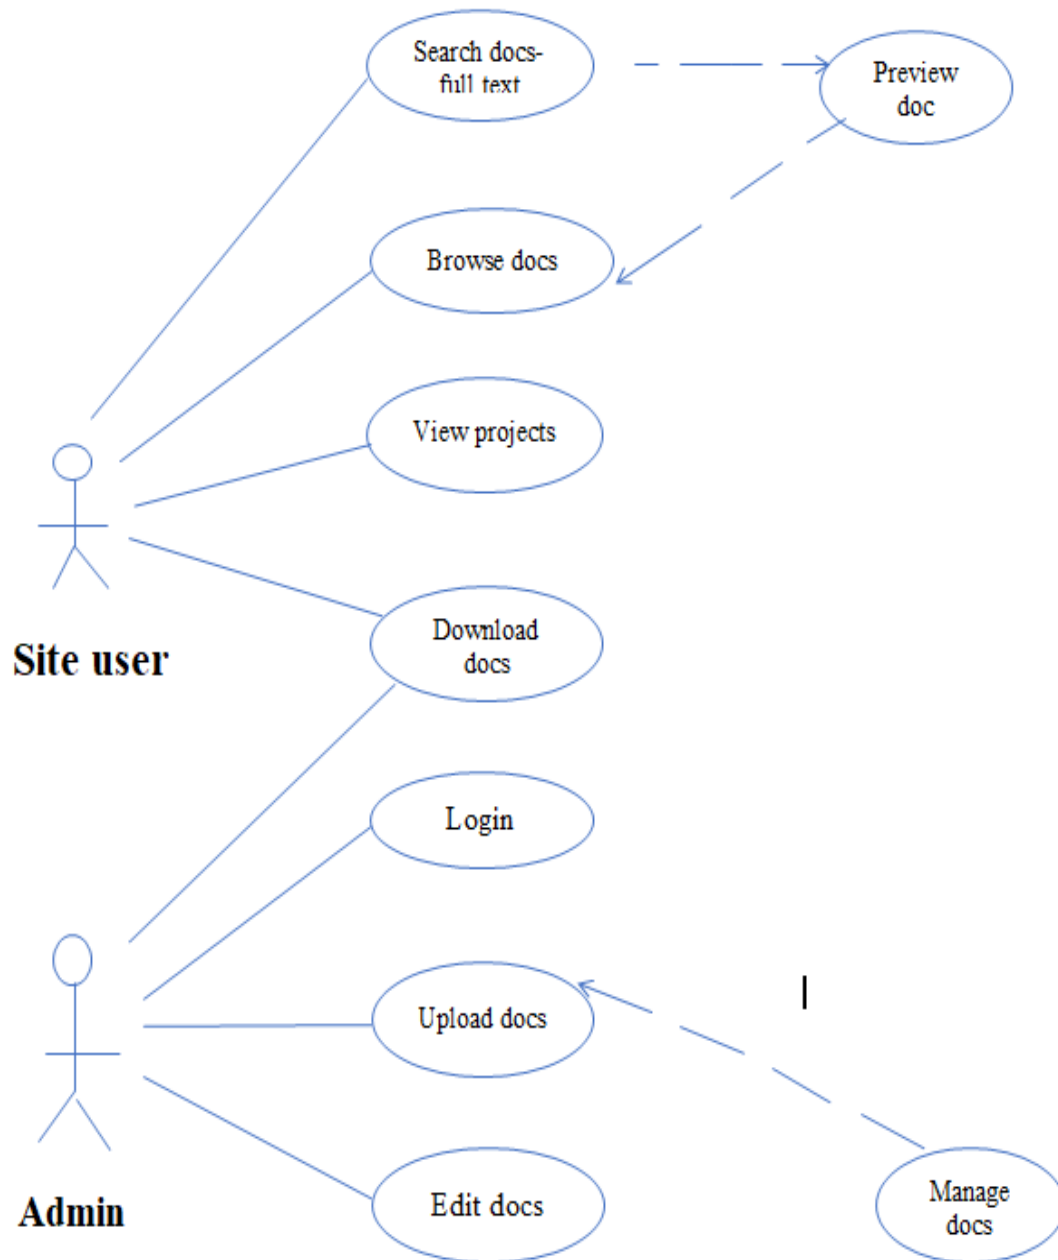 Search docs-
full text
Preview
doc
Browse docs
View projects
Site user
Download
docs
Login
Upload docs
Edit docs
Admin
Manage
docs